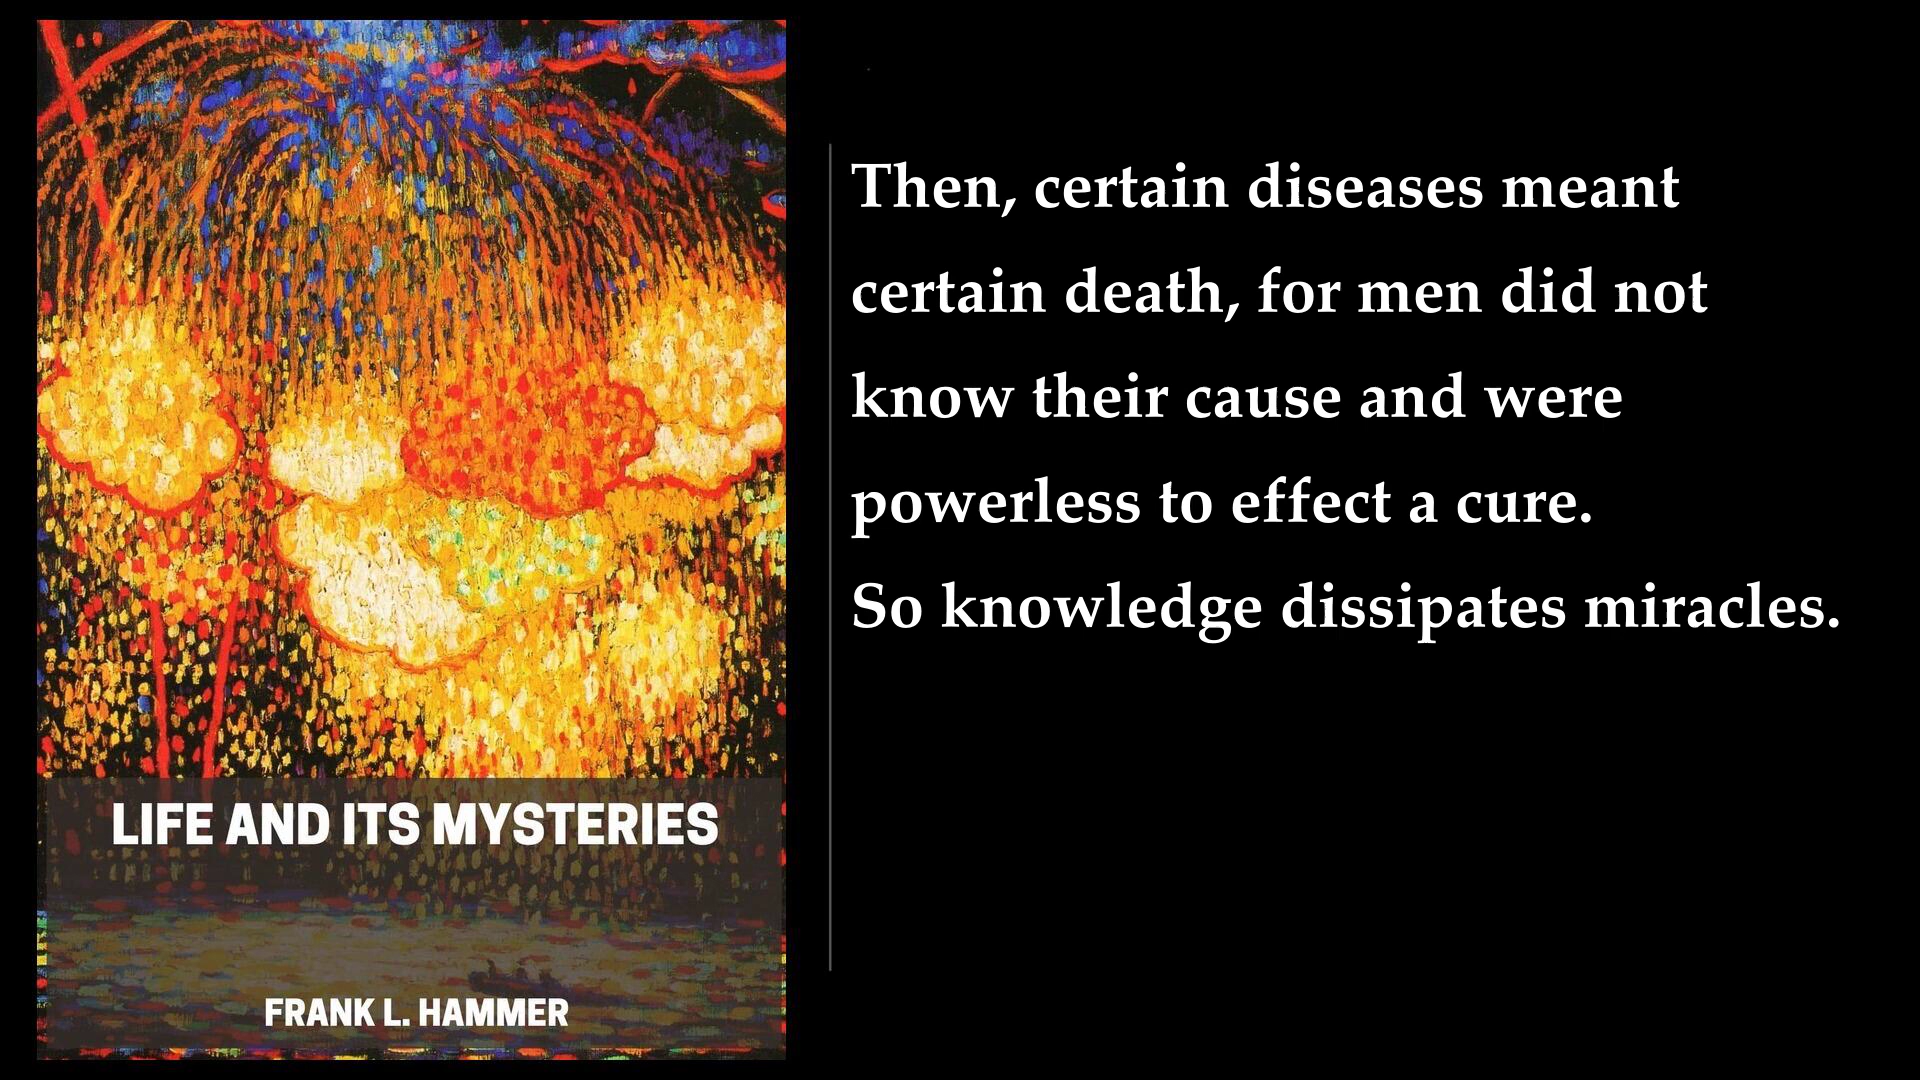 LIFE AND ITS MYSTERIES
FRANK L. HAMMER
Then, certain diseases meant
certain death, for men did not
know their cause and were
powerless to effect a cure.
So knowledge dissipates miracles.